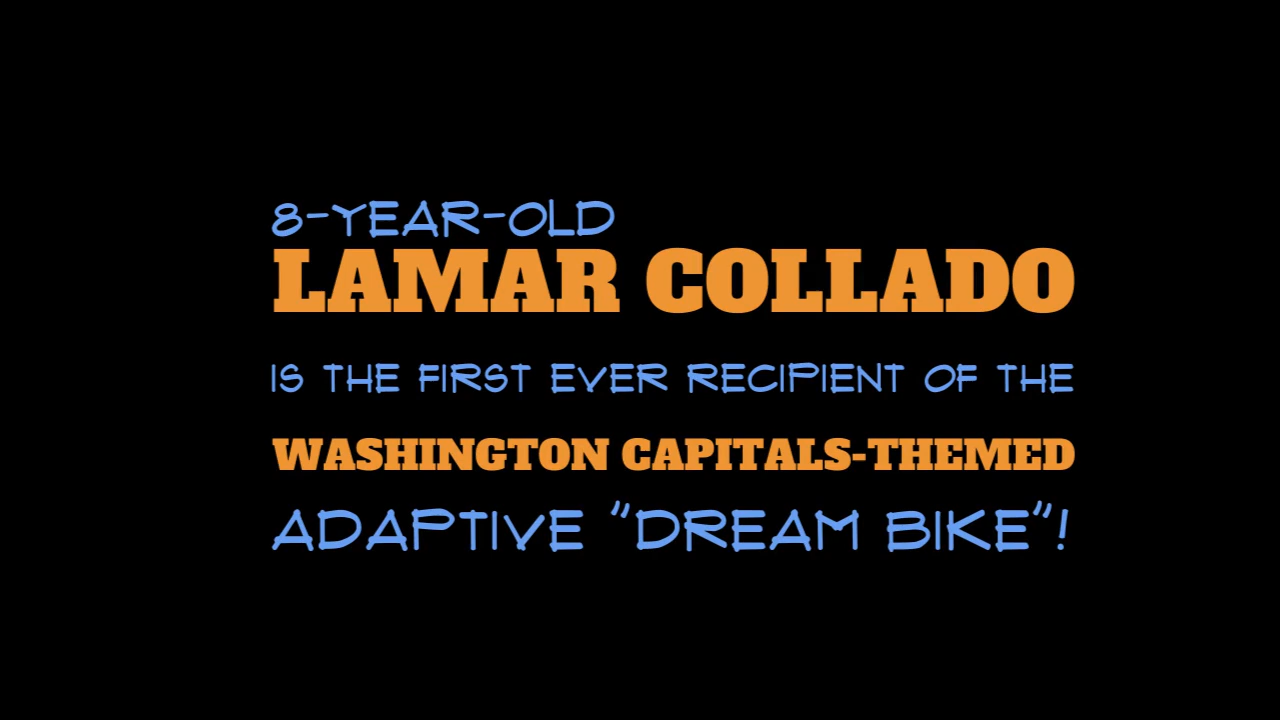 8-YEAR-OLD
LAMAR COLLADO
IS THE FIRST EVER RECIPIENT OF THE
WASHINGTON CAPITALS-THEMED
ADAPTIVE "DREAM BIKE"!